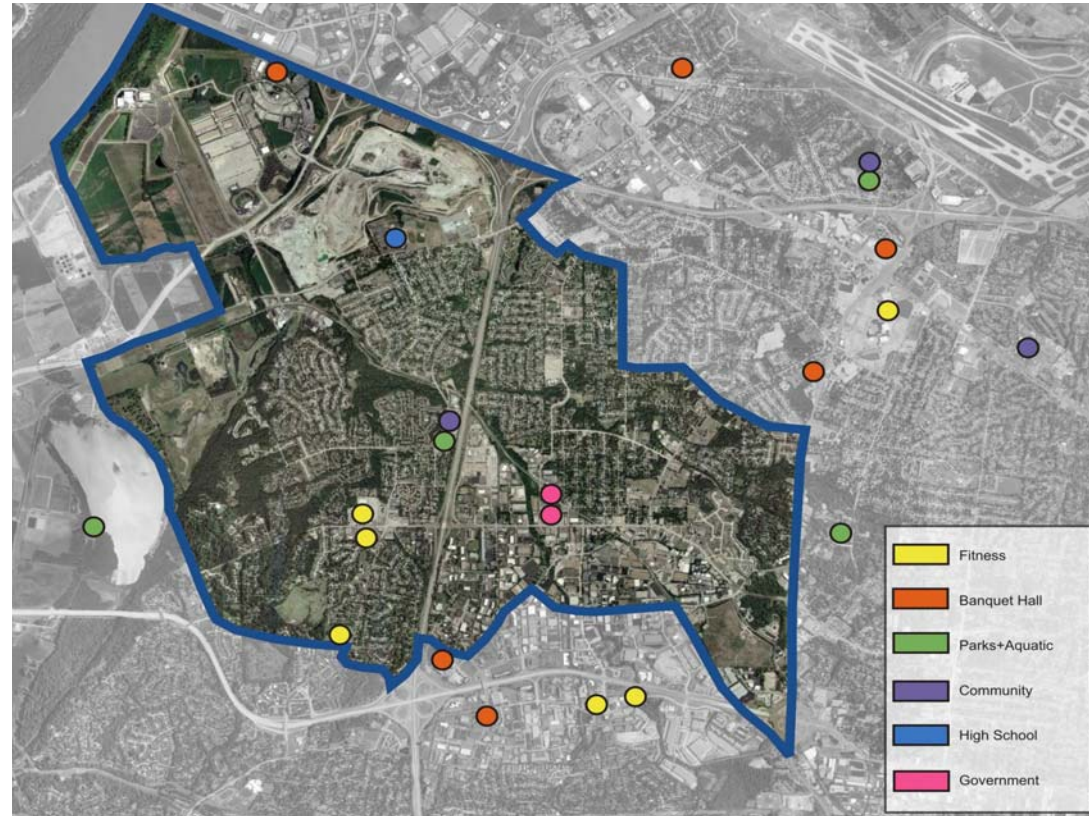 Fitness
Banquet Hall
Parks+Aquatic
Community
High School
Government